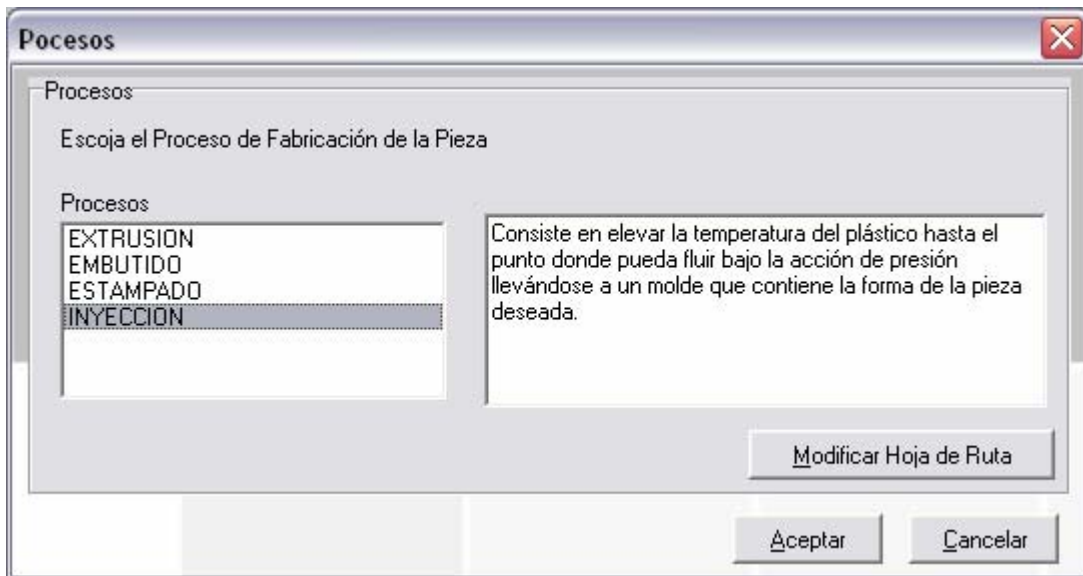 Pocesos
Procesos
Escoja el Proceso de Fabricación de la Pieza
Procesos
EXTRUSION
EMBUTIDO
ESTAMPADO
INYECCION
Consiste en elevar la temperatura del plástico hasta el
punto donde pueda fluir bajo la acción de presión
llevándose a un molde que contiene la forma de la pieza
deseada.
Modificar Hoja de Ruta
Aceptar
Cancelar